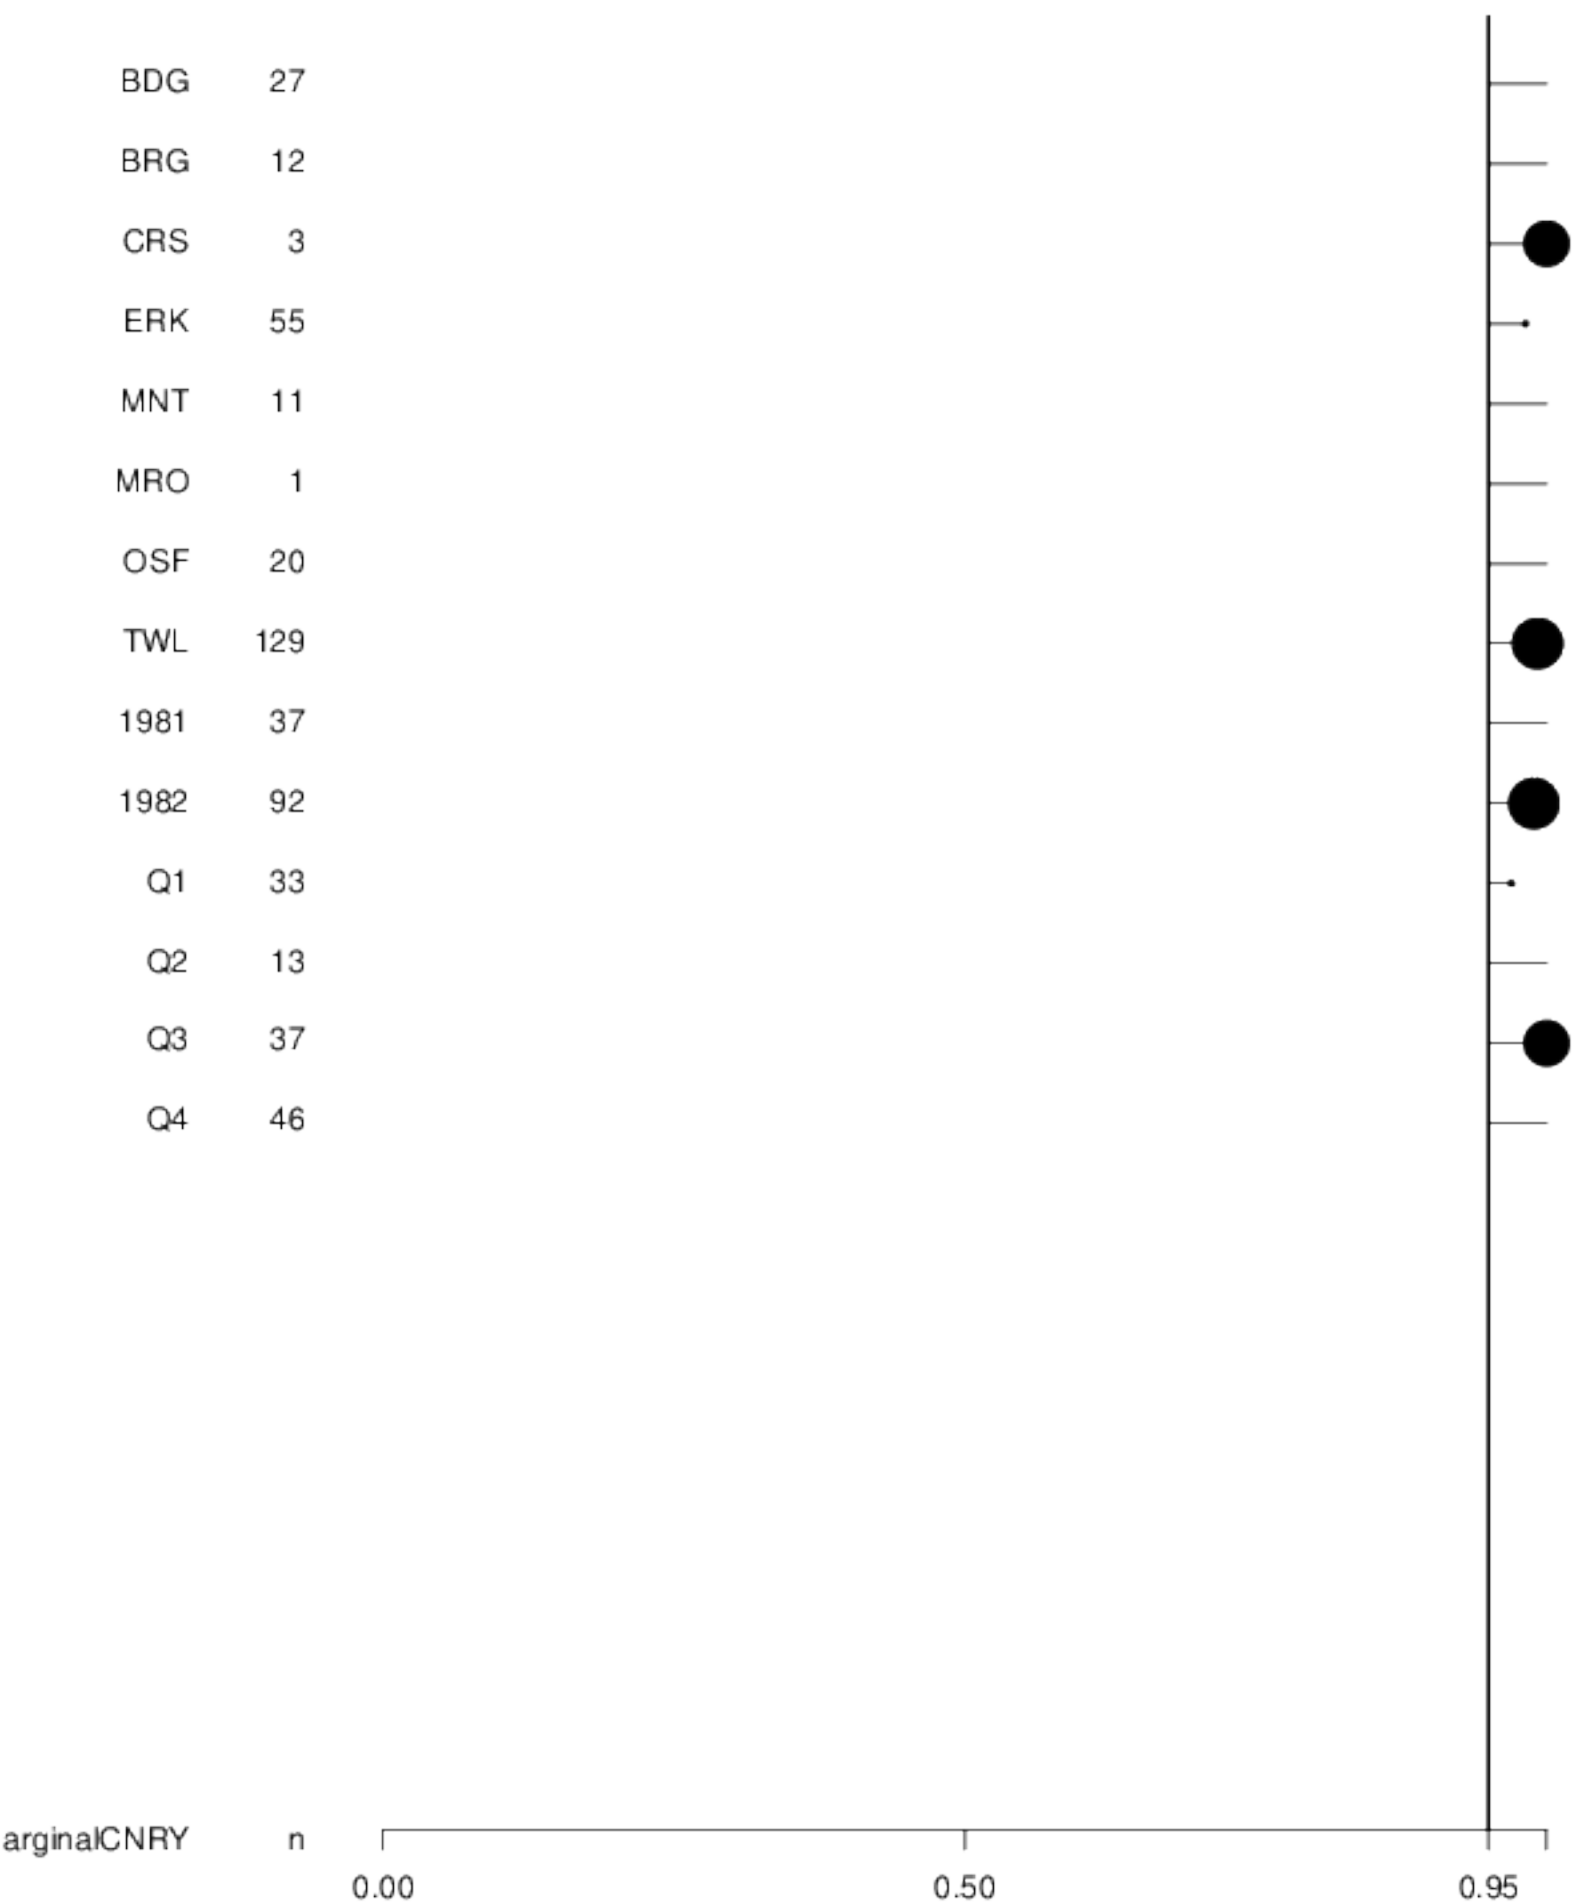 BDG 27
BRG 12
CRS 3
ERK 55
MNT 11
MRO 1
OSF 20
TWL 129
1981 37
1982 92
Q1 33
Q2 13
Q3 37
Q4 46
arginalCNRY n
0.00 0.50 0.95